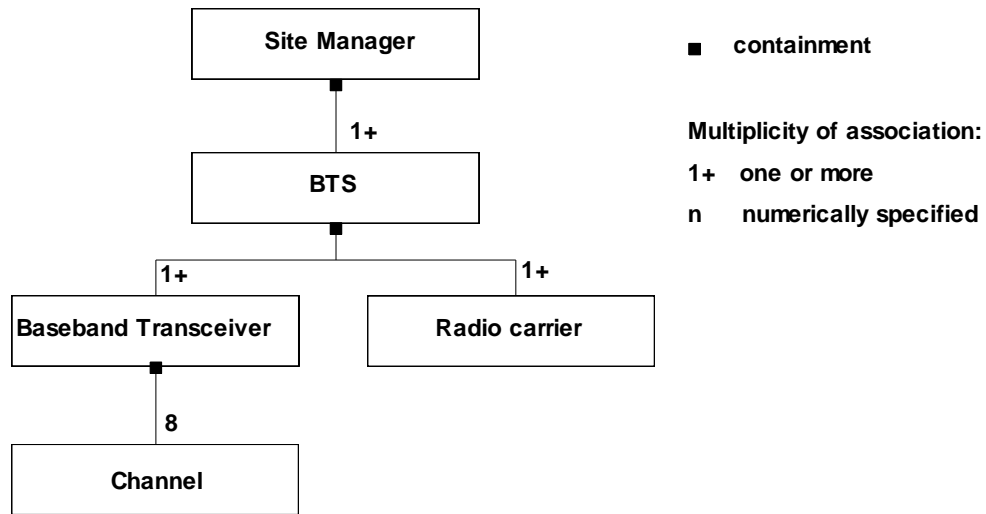 Site Manager
containment
1+
Multiplicity of association:
1+ one or more
BTS
n numerically specified
1+
1+
Baseband Transceiver
Radio carrier
8
Channel